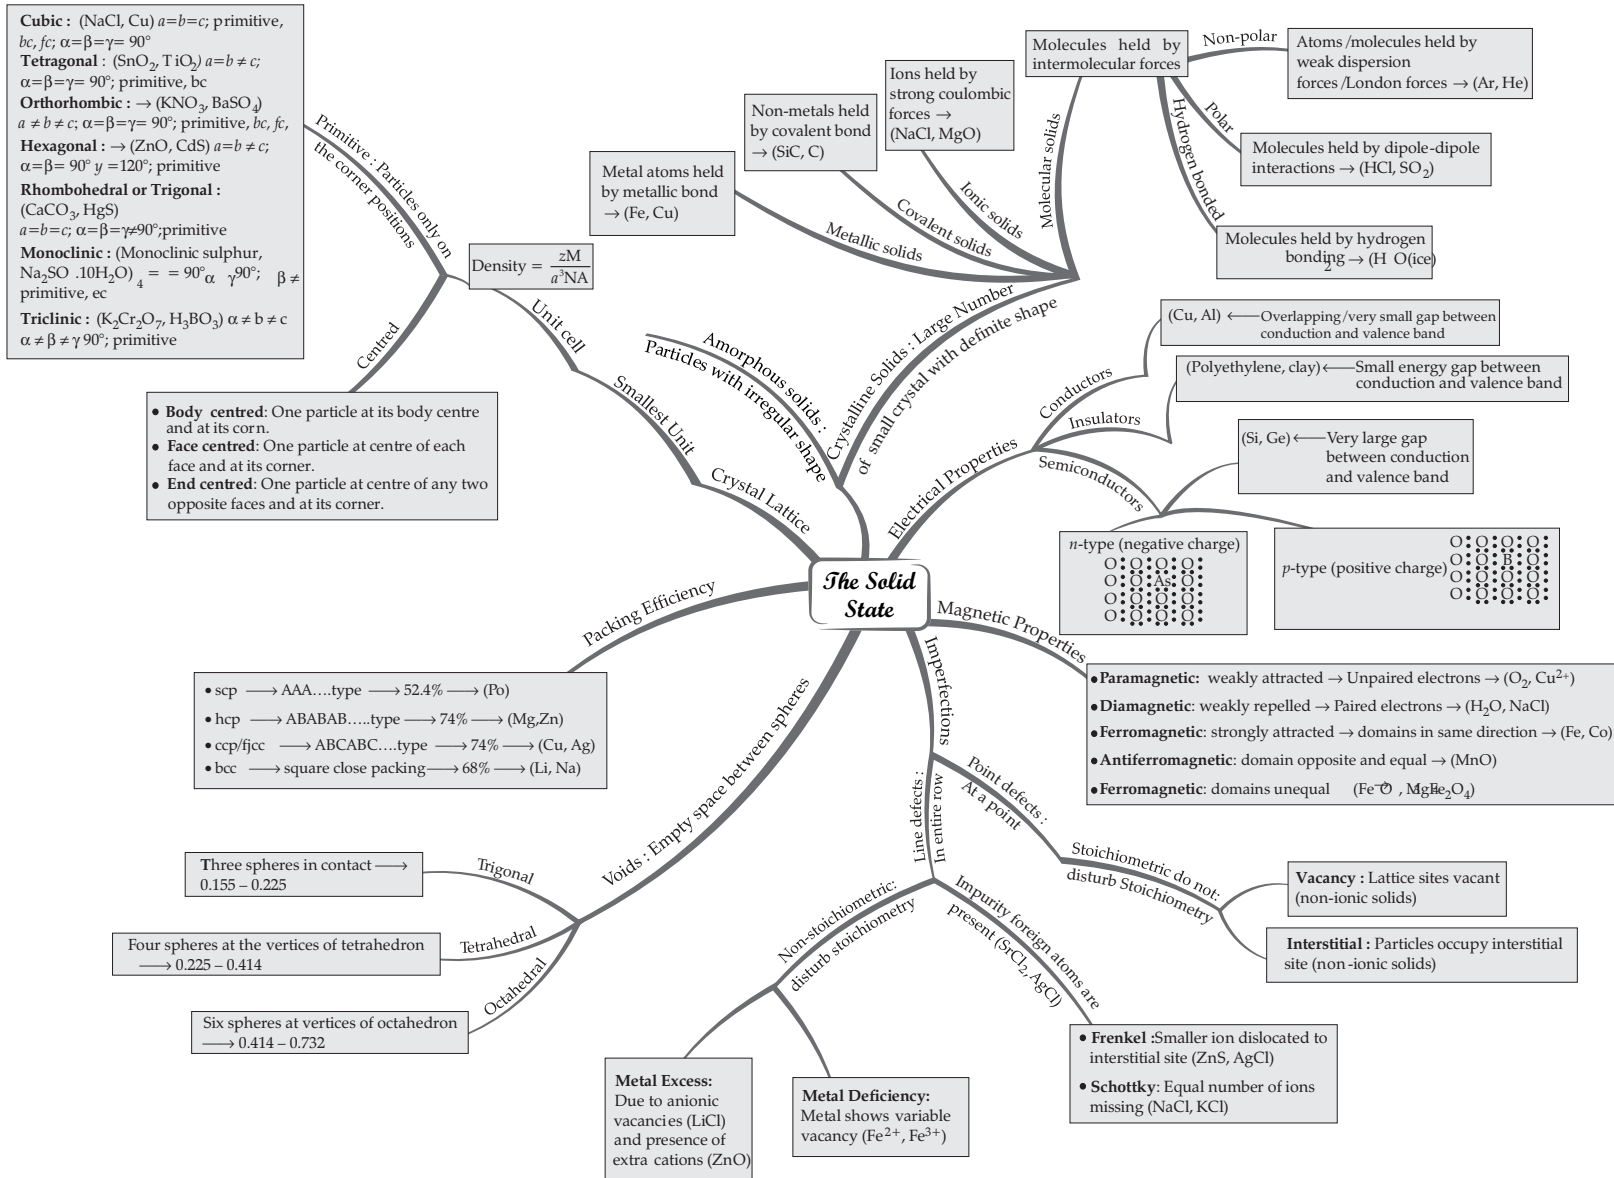 Cubic : (NaCl, Cu) a=b=c; primitive,
bc, fc; α=β=γ= 90°
Tetragonal : (SnO2, TiO2) a=b ≠ c;
α=β=γ= 90°; primitive, bc
Orthorhombic : → (KNO3, BaSO4)
a ≠ b ≠ c; α=β=γ= 90°; primitive, bc, fc,
Hexagonal : → (ZnO, CdS) a=b ≠ c;
α=β= 90° y =120°; primitive
Rhombohedral or Trigonal :
(CaCO3, HgS)
a=b=c; α=β=γ≠90°;primitive
Monoclinic : (Monoclinic sulphur,
Na2SO .10H2O) 4 = = 90° α γ 90°; β ≠
primitive, ec
Triclinic : (K2Cr2O7, H3BO3) α ≠ b ≠ c
α ≠ β ≠ γ 90°; primitive
Primitive : Particles only on
the corner positions
Centred
• Body centred: One particle at its body centre
and at its corn.
• Face centred: One particle at centre of each
face and at its corner.
• End centred: One particle at centre of any two
opposite faces and at its corner.
Density = zM
a³NA
Unit cell
Smallest Unit
Crystal Lattice
Amorphous solids :
Particles with irregular shape
Crystalline Solids : Large Number
of small crystal with definite shape
Metallic solids
Metal atoms held
by metallic bond
→ (Fe, Cu)
Covalent solids
Non-metals held
by covalent bond
→ (SiC, C)
Ionic solids
Ions held by
strong coulombic
forces →
(NaCl, MgO)
Molecular solids
Molecules held by
intermolecular forces
Non-polar
Atoms/molecules held by
weak dispersion
forces/London forces → (Ar, He)
Polar
Molecules held by dipole-dipole
interactions → (HCl, SO2)
Hydrogen bonded
Molecules held by hydrogen
bonding → (H O(ice)
2
Electrical Properties
Conductors
(Cu, Al) ← Overlapping/very small gap between
conduction and valence band
Insulators
(Polyethylene, clay) ← Small energy gap between
conduction and valence band
Semiconductors
(Si, Ge) ← Very large gap
between conduction
and valence band
n-type (negative charge)
O O O O
O O As O
O O O O
O O O O
p-type (positive charge)
O O O O
O O B O
O O O O
O O O O
The Solid
State
Magnetic Properties
• Paramagnetic: weakly attracted → Unpaired electrons → (O2, Cu2+)
• Diamagnetic: weakly repelled → Paired electrons → (H2O, NaCl)
• Ferromagnetic: strongly attracted → domains in same direction → (Fe, Co)
• Antiferromagnetic: domain opposite and equal → (MnO)
• Ferromagnetic: domains unequal
Packing Efficiency
• scp → AAA....type → 52.4% → (Po)
• hcp → ABABAB.....type → 74% → (Mg,Zn)
• ccp/fjcc → ABCABC....type → 74% → (Cu, Ag)
• bcc → square close packing → 68% → (Li, Na)
Voids : Empty space between spheres
Trigonal
Three spheres in contact →
0.155 – 0.225
Tetrahedral
Four spheres at the vertices of tetrahedron
→ 0.225 – 0.414
Octahedral
Six spheres at vertices of octahedron
→ 0.414 – 0.732
Imperfections
Line defects :
In entire row
Point defects :
At a point
Stoichiometric do not:
disturb Stoichiometry
Vacancy : Lattice sites vacant
(non-ionic solids)
Interstitial : Particles occupy interstitial
site (non-ionic solids)
Non-stoichiometric:
disturb stoichiometry
Impurity foreign atoms are
present (SrCl2, AgCl)
• Frenkel :Smaller ion dislocated to
interstitial site (ZnS, AgCl)
• Schottky: Equal number of ions
missing (NaCl, KCl)
Metal Excess:
Due to anionic
vacancies (LiCl)
and presence of
extra cations (ZnO)
Metal Deficiency:
Metal shows variable
vacancy (Fe2+, Fe3+)